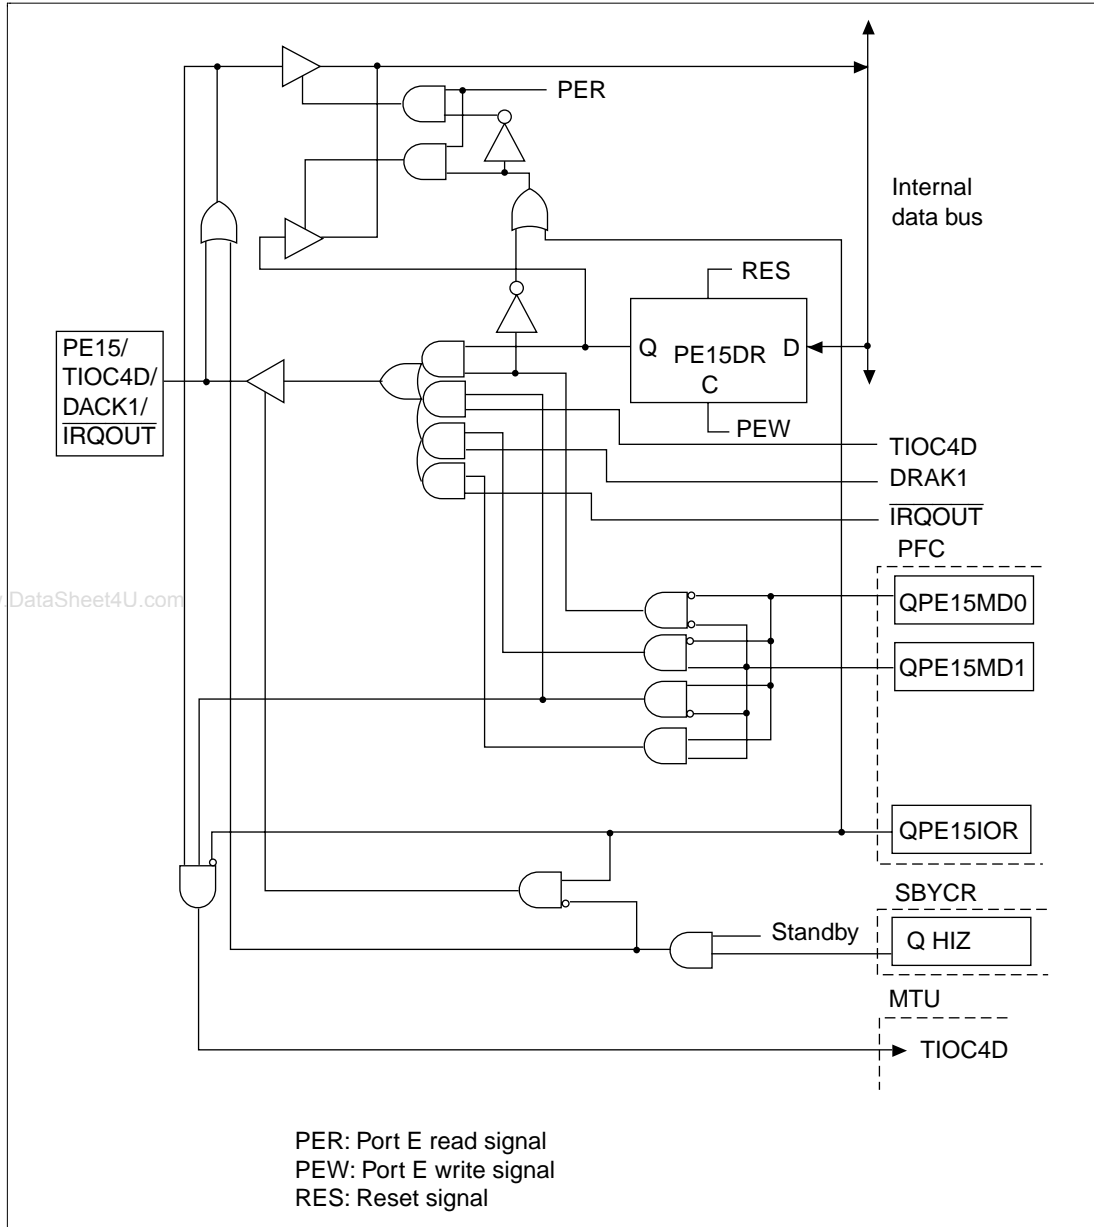 PER
Internal
data bus
RES
Q PE15DR D
C
PEW
PE15/
TIOC4D/
DACK1/
IRQOUT
TIOC4D
DRAK1
IRQOUT
PFC
QPE15MD0
QPE15MD1
QPE15IOR
SBYCR
Standby
Q HIZ
MTU
TIOC4D
.DataSheet4U.com
PER: Port E read signal
PEW: Port E write signal
RES: Reset signal